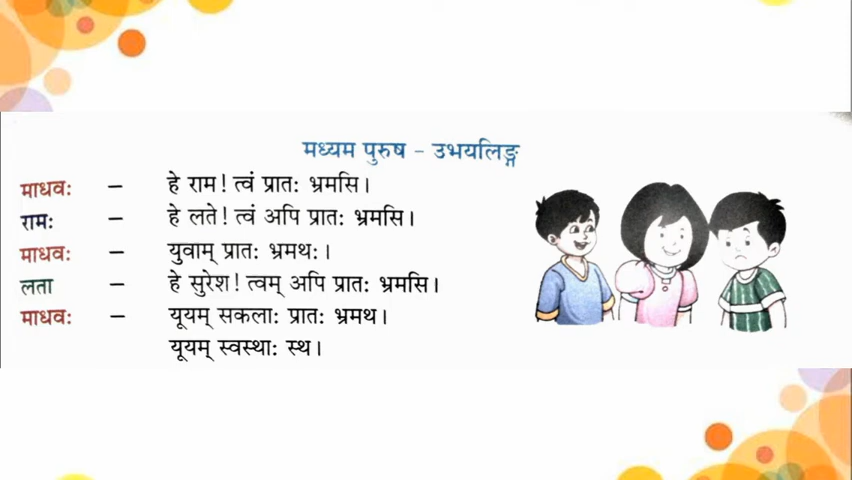 मध्यम पुरुष - उभयलिङ्ग
माधवः – हे राम! त्वं प्रातः भ्रमसि।
रामः – हे लते! त्वं अपि प्रातः भ्रमसि।
माधवः – युवाम् प्रातः भ्रमथः।
लता – हे सुरेश! त्वम् अपि प्रातः भ्रमसि।
माधवः – यूयम् सकलाः प्रातः भ्रमथ।
यूयम् स्वस्थाः स्थ।